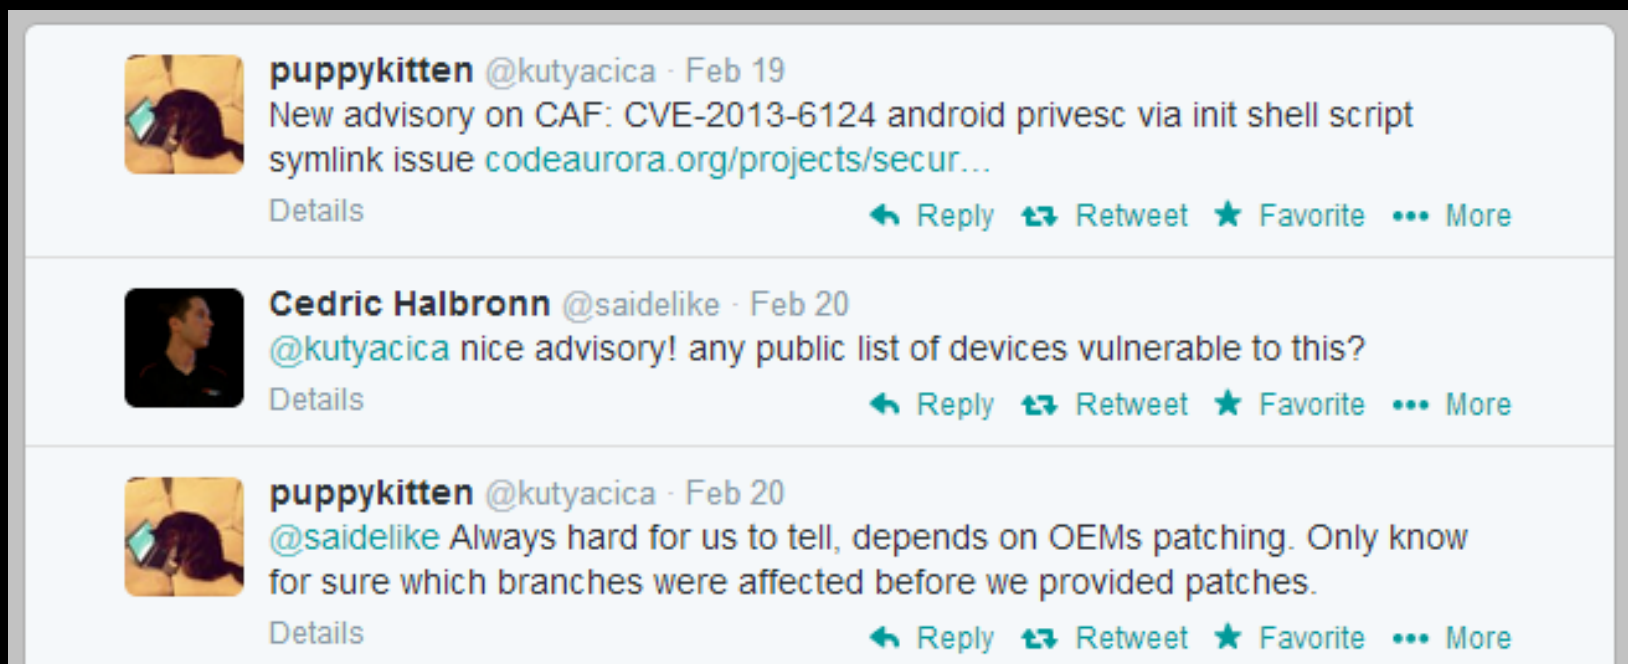 puppykitten @kutyacica · Feb 19
New advisory on CAF: CVE-2013-6124 android privesc via init shell script
symlink issue codeaurora.org/projects/secur...
Details
Reply Retweet Favorite More
Cedric Halbronn @saidelike · Feb 20
@kutyacica nice advisory! any public list of devices vulnerable to this?
Details
Reply Retweet Favorite More
puppykitten @kutyacica · Feb 20
@saidelike Always hard for us to tell, depends on OEMs patching. Only know
for sure which branches were affected before we provided patches.
Details
Reply Retweet Favorite More